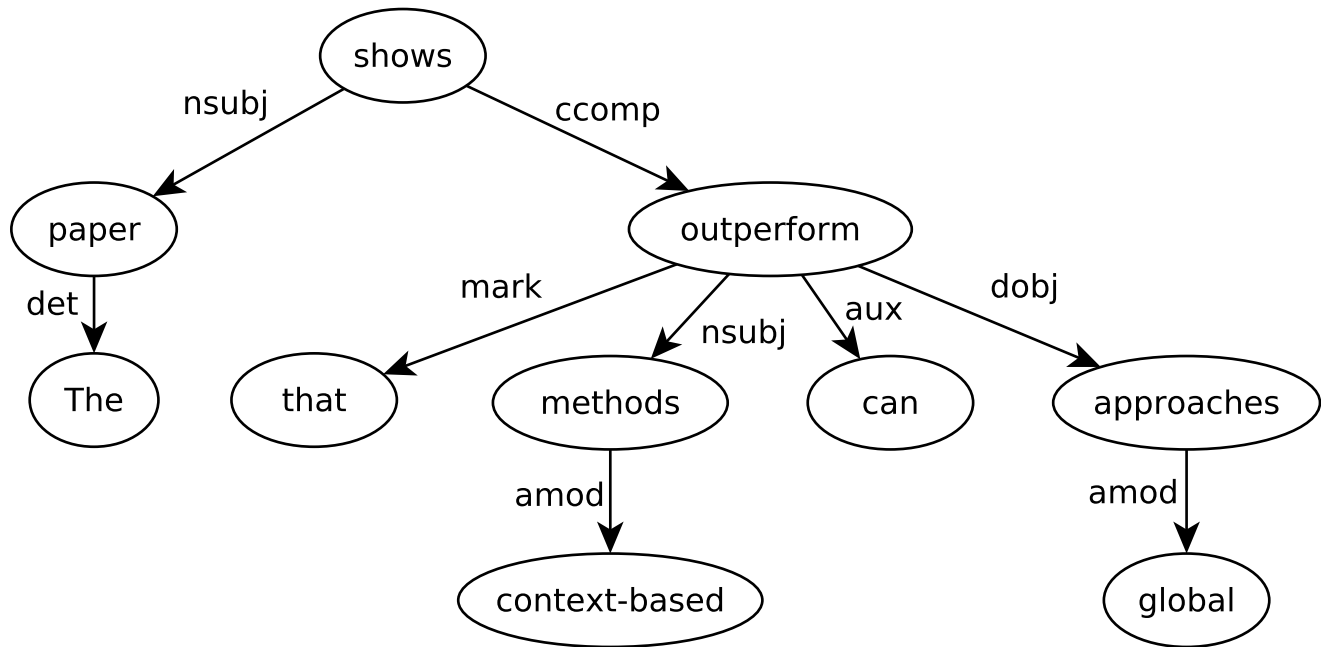 shows
nsubj
ccomp
paper
outperform
det
mark
nsubj
aux
dobj
The
that
methods
can
approaches
amod
amod
context-based
global